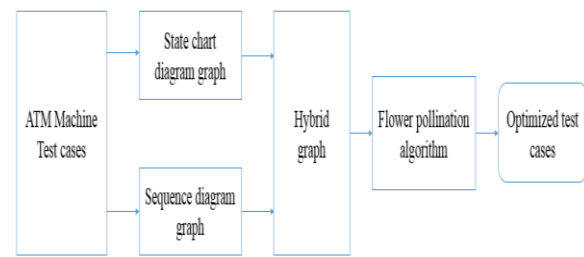 ATM Machine
Test cases
State chart
diagram graph
Sequence diagram
graph
Hybrid
graph
Flower pollination
algorithm
Optimized test
cases